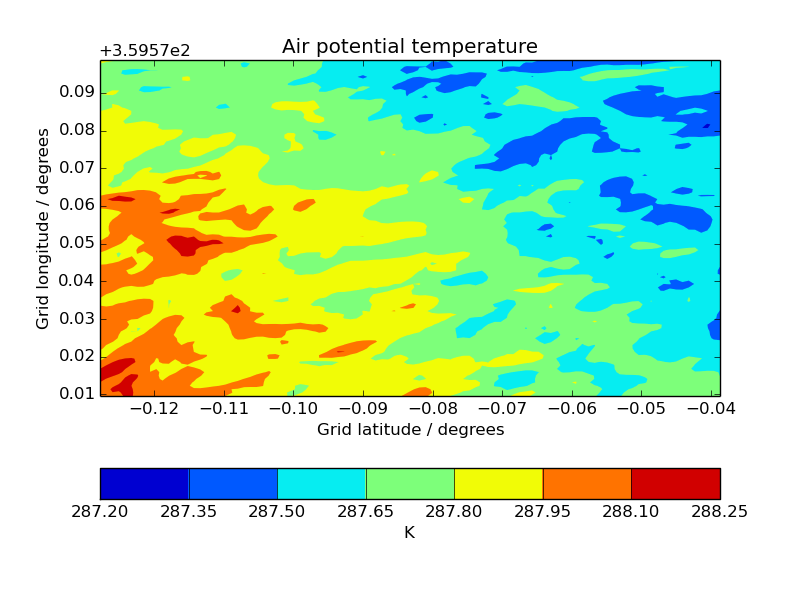 +3.5957e2
Air potential temperature
0.09
0.08
0.07
0.06
0.05
0.04
0.03
0.02
0.01
Grid longitude / degrees
−0.12 −0.11 −0.10 −0.09 −0.08 −0.07 −0.06 −0.05 −0.04
Grid latitude / degrees
287.20 287.35 287.50 287.65 287.80 287.95 288.10 288.25
K